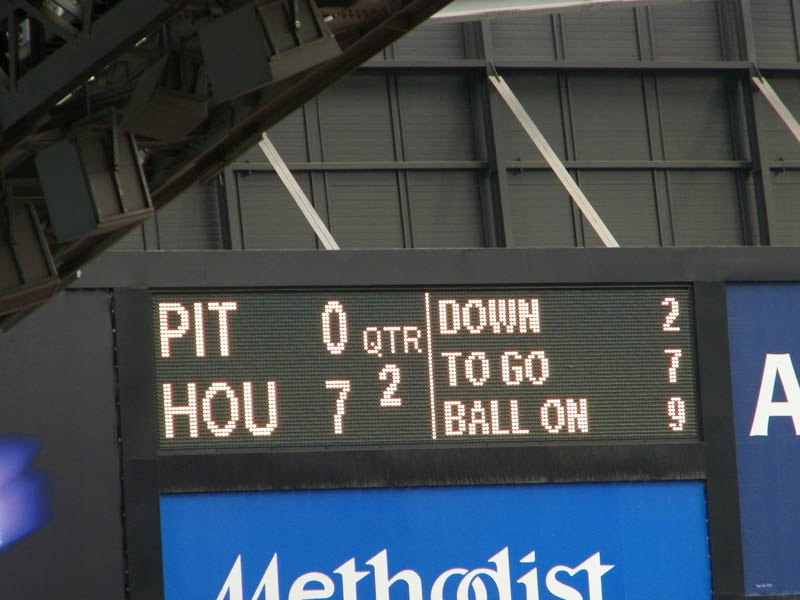 PIT 0 QTR
HOU 7 2
DOWN 2
TO GO 7
BALL ON 9
Methodist
A